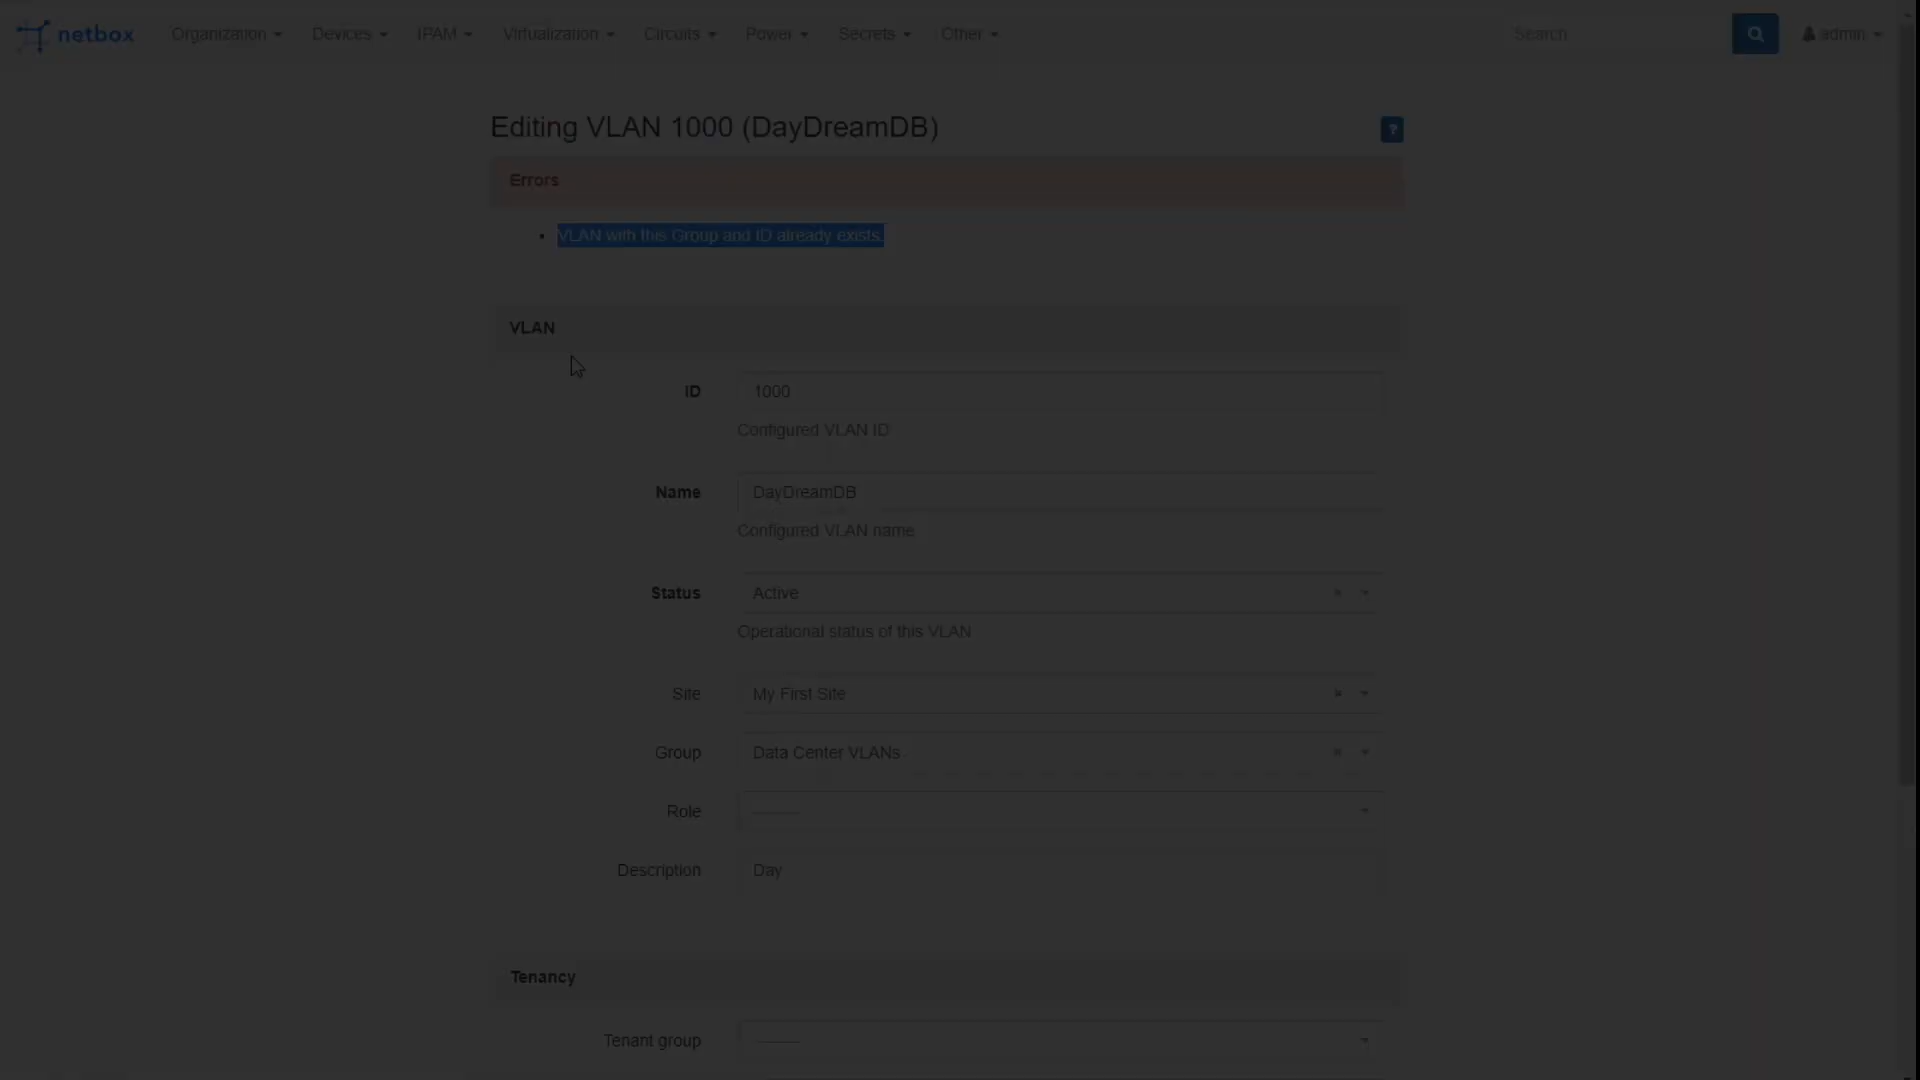 netbox Organization Devices IPAM Virtualization Circuits Power Secrets Other Search admin
Editing VLAN 1000 (DayDreamDB) ?
Errors
• VLAN with this Group and ID already exists.
VLAN
ID 1000
Configured VLAN ID
Name DayDreamDB
Configured VLAN name
Status Active × 
Operational status of this VLAN
Site My First Site ×
Group Data Center VLANs ×
Role ---------
Description Day
Tenancy
Tenant group ---------